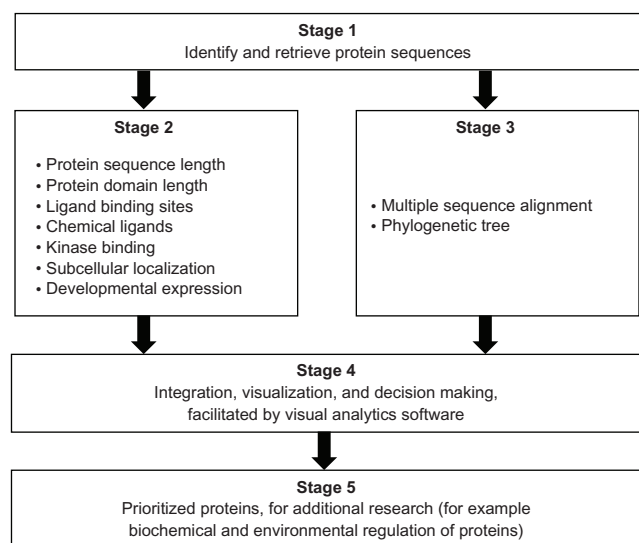 Stage 1
Identify and retrieve protein sequences
Stage 2
• Protein sequence length
• Protein domain length
• Ligand binding sites
• Chemical ligands
• Kinase binding
• Subcellular localization
• Developmental expression
Stage 3
• Multiple sequence alignment
• Phylogenetic tree
Stage 4
Integration, visualization, and decision making,
facilitated by visual analytics software
Stage 5
Prioritized proteins, for additional research (for example
biochemical and environmental regulation of proteins)